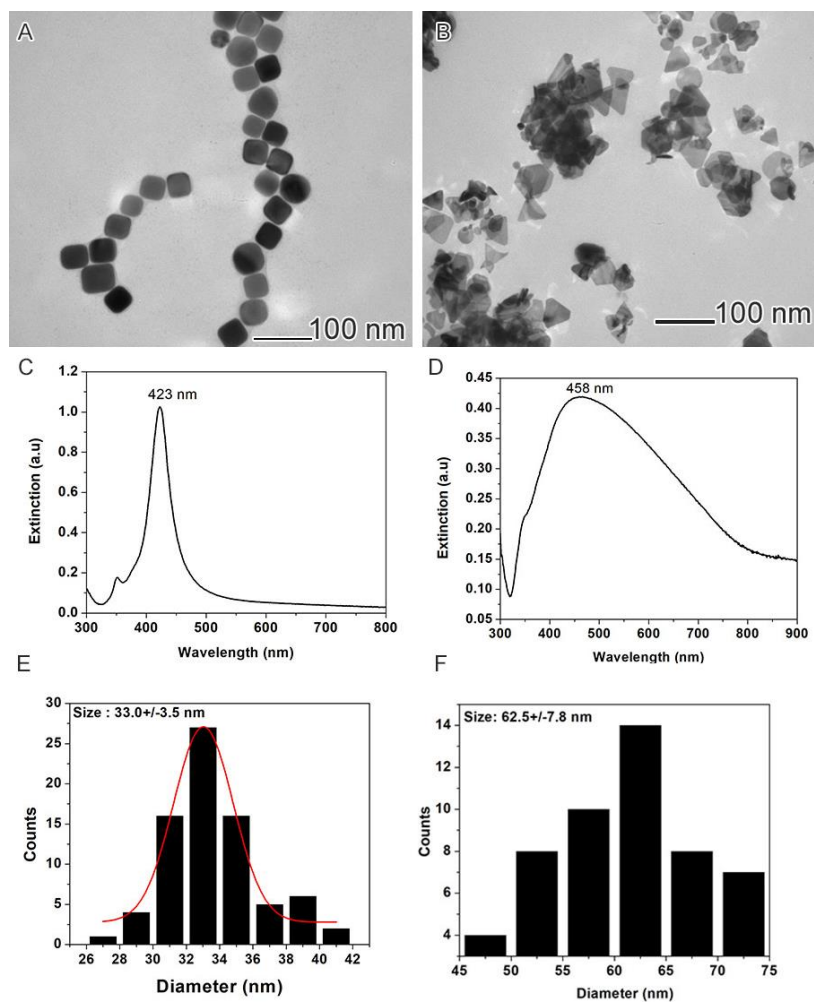 A
100 nm
B
100 nm
C
423 nm
Extinction (a.u)
1.2
1.0
0.8
0.6
0.4
0.2
0.0
300 400 500 600 700 800
Wavelength (nm)
D
458 nm
Extinction (a.u)
0.45
0.40
0.35
0.30
0.25
0.20
0.15
0.10
0.05
300 400 500 600 700 800 900
Wavelength (nm)
E
Size : 33.0+/-3.5 nm
Counts
30
25
20
15
10
5
0
26 28 30 32 34 36 38 40 42
Diameter (nm)
F
Size: 62.5+/-7.8 nm
Counts
14
12
10
8
6
4
45 50 55 60 65 70 75
Diameter (nm)